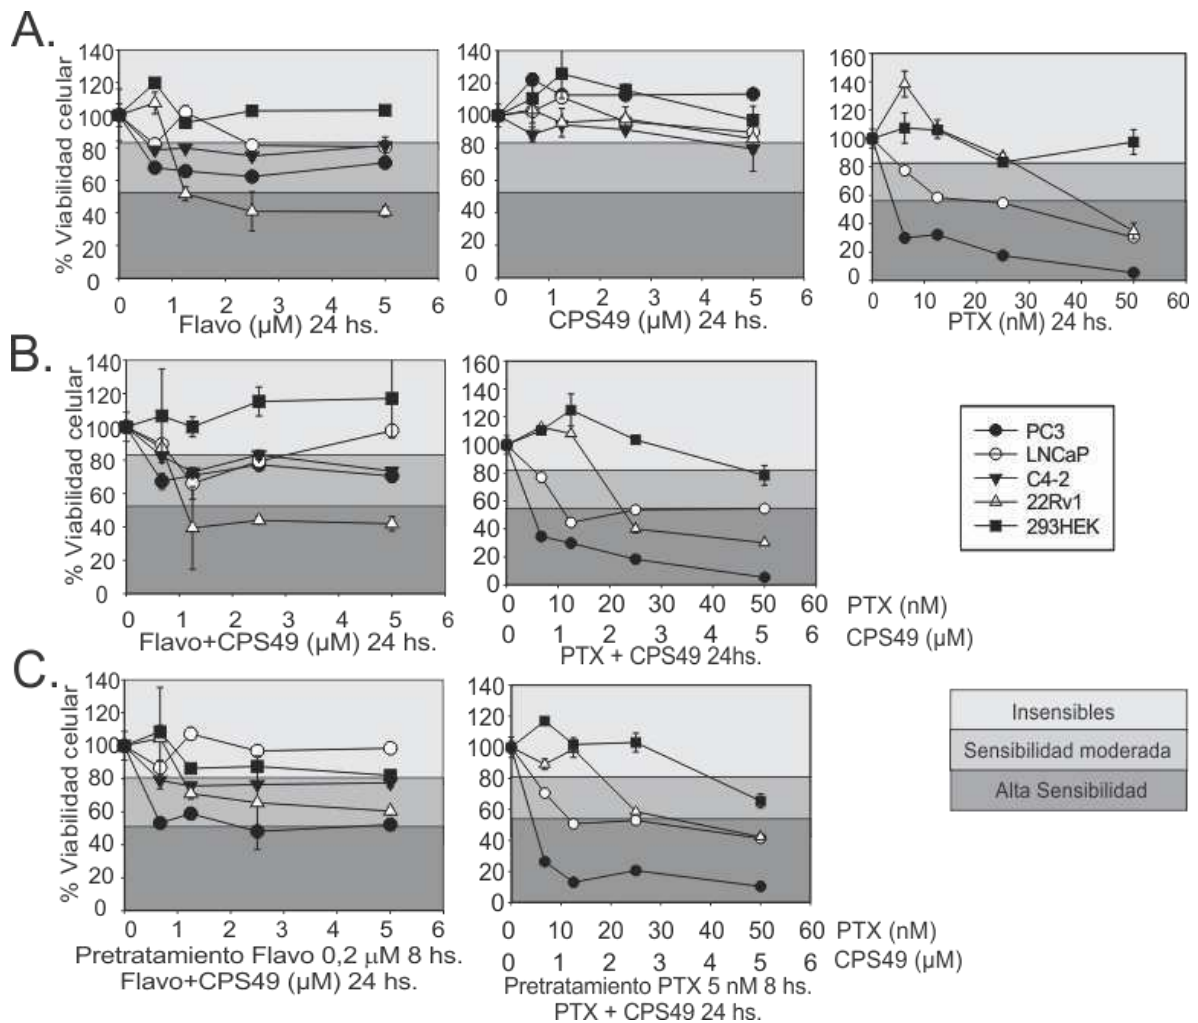 A.
% Viabilidad celular
140
120
100
80
60
40
20
0
0 1 2 3 4 5 6
Flavo (µM) 24 hs.
140
120
100
80
60
40
20
0
0 1 2 3 4 5 6
CPS49 (µM) 24 hs.
160
140
120
100
80
60
40
20
0
0 10 20 30 40 50 60
PTX (nM) 24 hs.
B.
% Viabilidad celular
140
120
100
80
60
40
20
0
0 1 2 3 4 5 6
Flavo+CPS49 (µM) 24 hs.
160
140
120
100
80
60
40
20
0
0 10 20 30 40 50 60 PTX (nM)
0 1 2 3 4 5 6 CPS49 (µM)
PTX + CPS49 24hs.
PC3
LNCaP
C4-2
22Rv1
293HEK
C.
% Viabilidad celular
140
120
100
80
60
40
20
0
0 1 2 3 4 5 6
Pretratamiento Flavo 0,2 µM 8 hs.
Flavo+CPS49 (µM) 24 hs.
140
120
100
80
60
40
20
0
0 10 20 30 40 50 60 PTX (nM)
0 1 2 3 4 5 6 CPS49 (µM)
Pretratamiento PTX 5 nM 8 hs.
PTX + CPS49 24 hs.
Insensibles
Sensibilidad moderada
Alta Sensibilidad